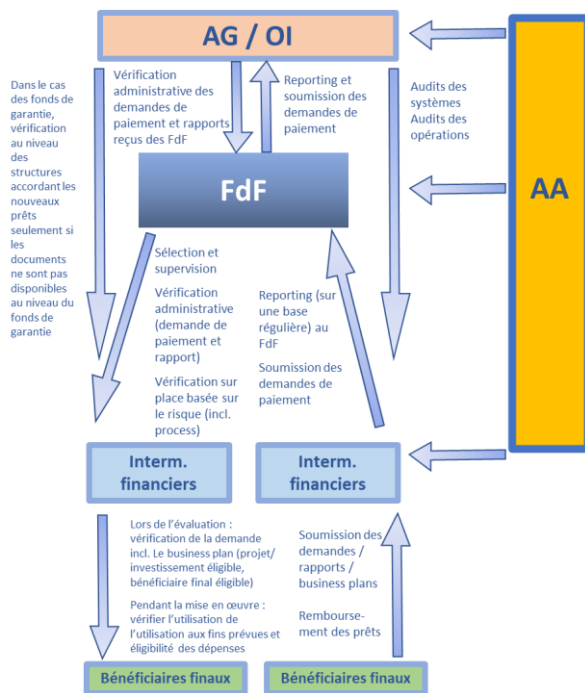 AG / OI
Dans le cas
des fonds de
garantie,
vérification
au niveau
des
structures
accordant les
nouveaux
prêts
seulement si
les
documents
ne sont pas
disponibles
au niveau du
fonds de
garantie
Vérification
administrative des
demandes de
paiement et rapports
reçus des FdF
Reporting et
soumission des
demandes de
paiement
Audits des
systèmes
Audits des
opérations
AA
FdF
Sélection et
supervision
Vérification
administrative
(demande de
paiement et
rapport)
Vérification sur
place basée sur
le risque (incl.
process)
Reporting (sur
une base
régulière) au
FdF
Soumission des
demandes de
paiement
Interm.
financiers
Interm.
financiers
Lors de l’évaluation :
vérification de la demande
incl. Le business plan (projet/
investissement éligible,
bénéficiaire final éligible)
Pendant la mise en œuvre :
vérifier l’utilisation de
l’utilisation aux fins prévues et
éligibilité des dépenses
Soumission des
demandes /
rapports /
business plans
Rembourse-
ment des prêts
Bénéficiaires finaux
Bénéficiaires finaux